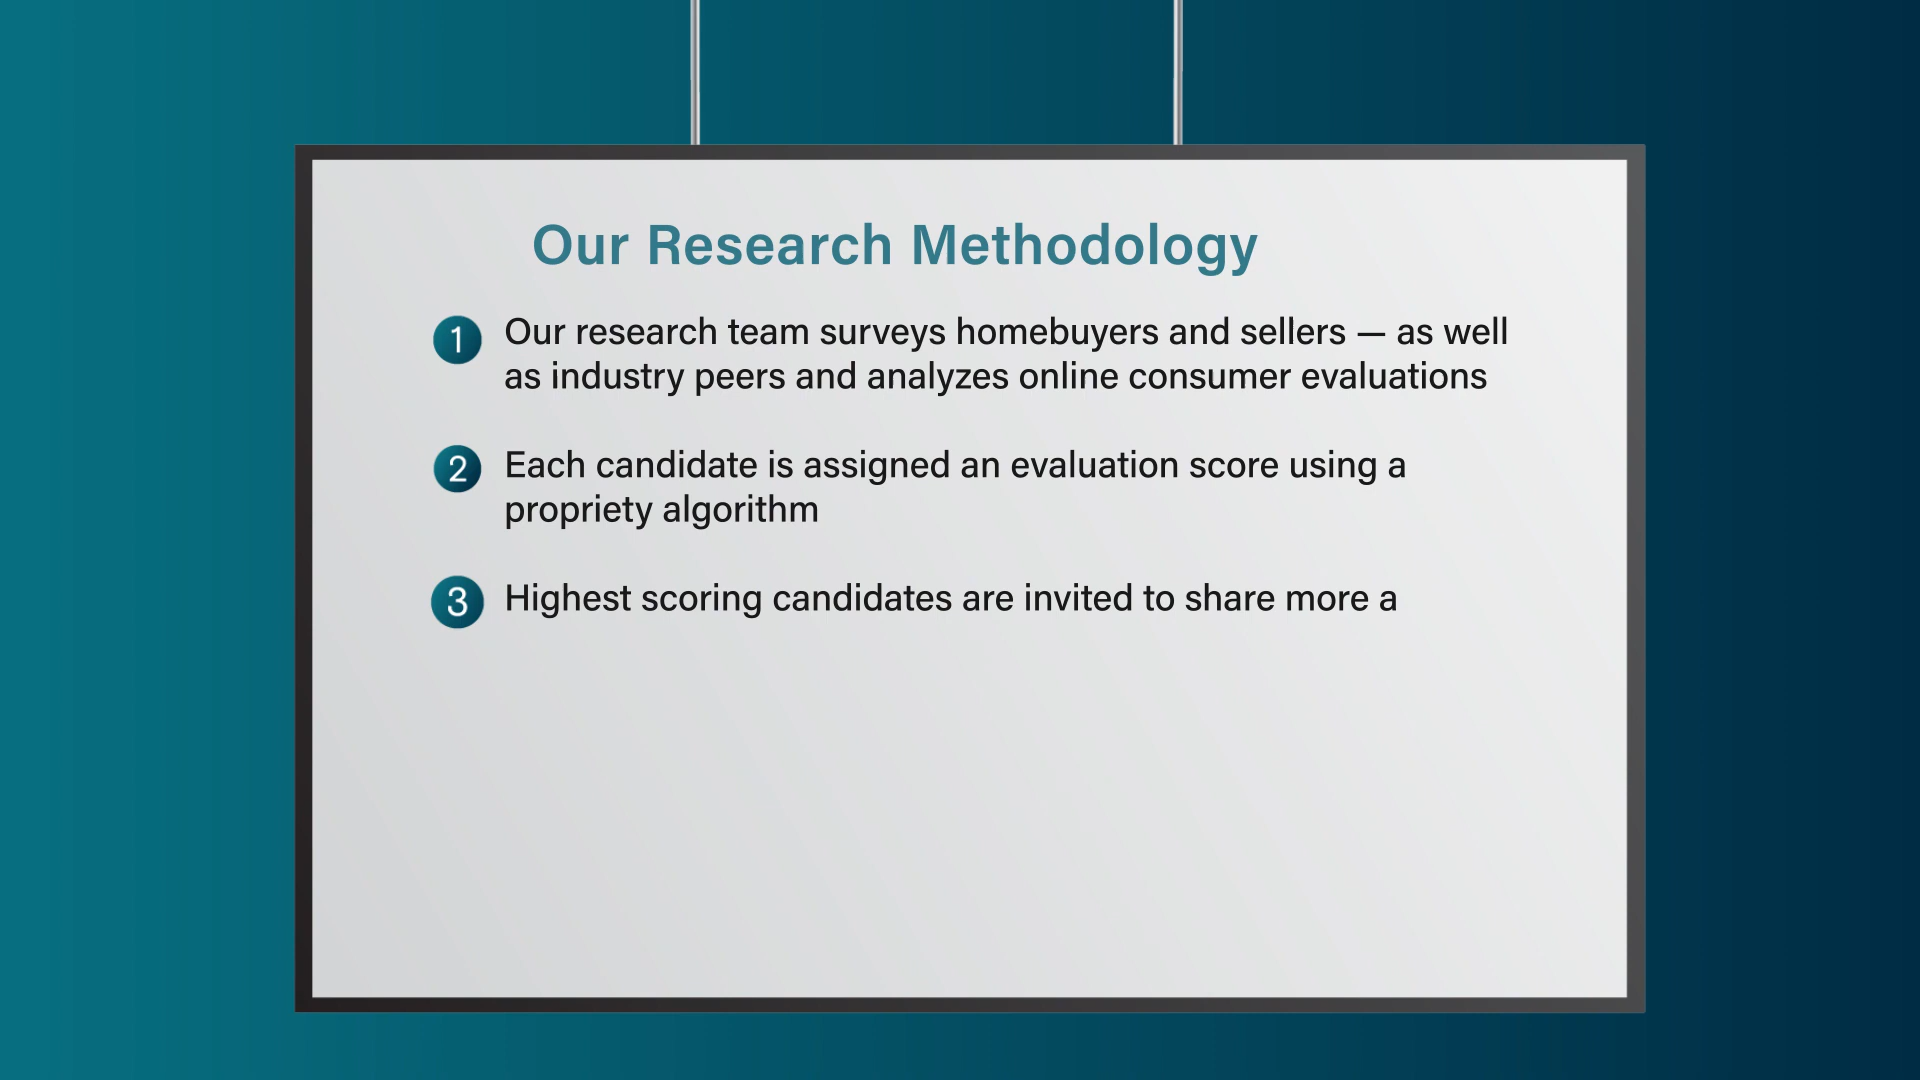 Our Research Methodology
1 Our research team surveys homebuyers and sellers — as well
as industry peers and analyzes online consumer evaluations
2 Each candidate is assigned an evaluation score using a
propriety algorithm
3 Highest scoring candidates are invited to share more a